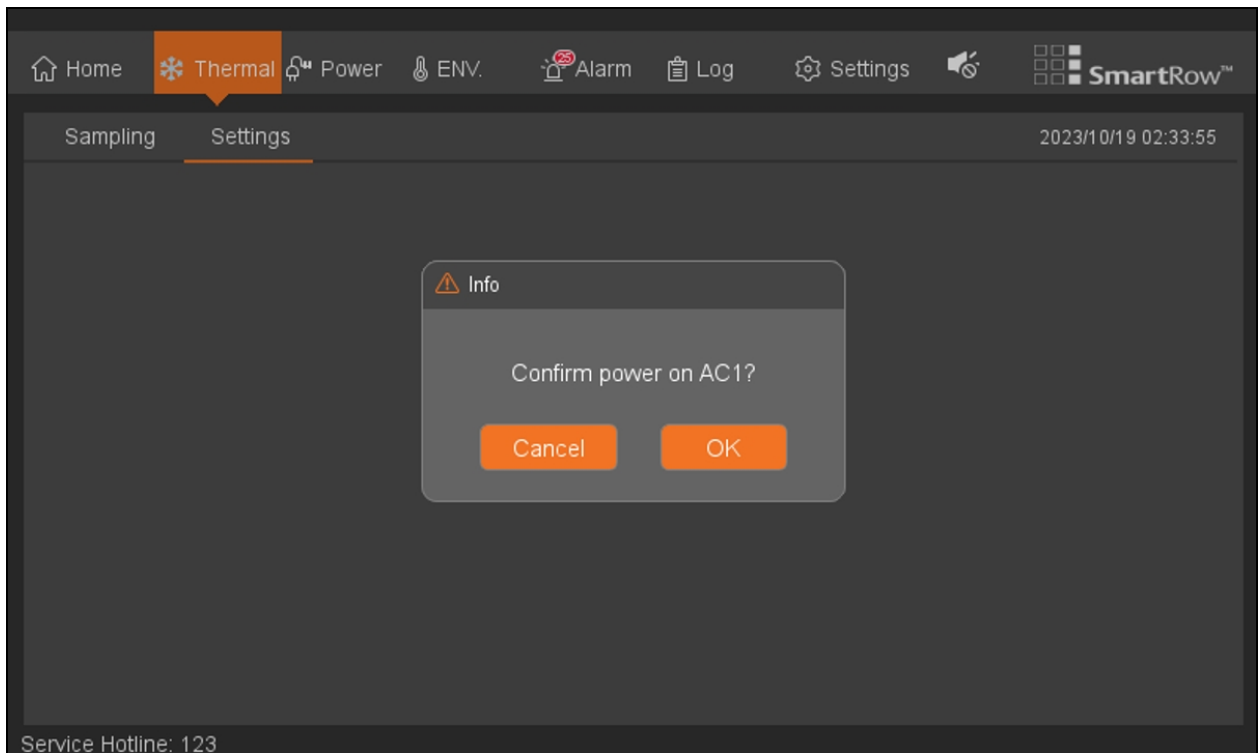 Home Thermal Power ENV. 25 Alarm Log Settings SmartRow™
Sampling Settings 2023/10/19 02:33:55
Info
Confirm power on AC1?
Cancel OK
Service Hotline: 123